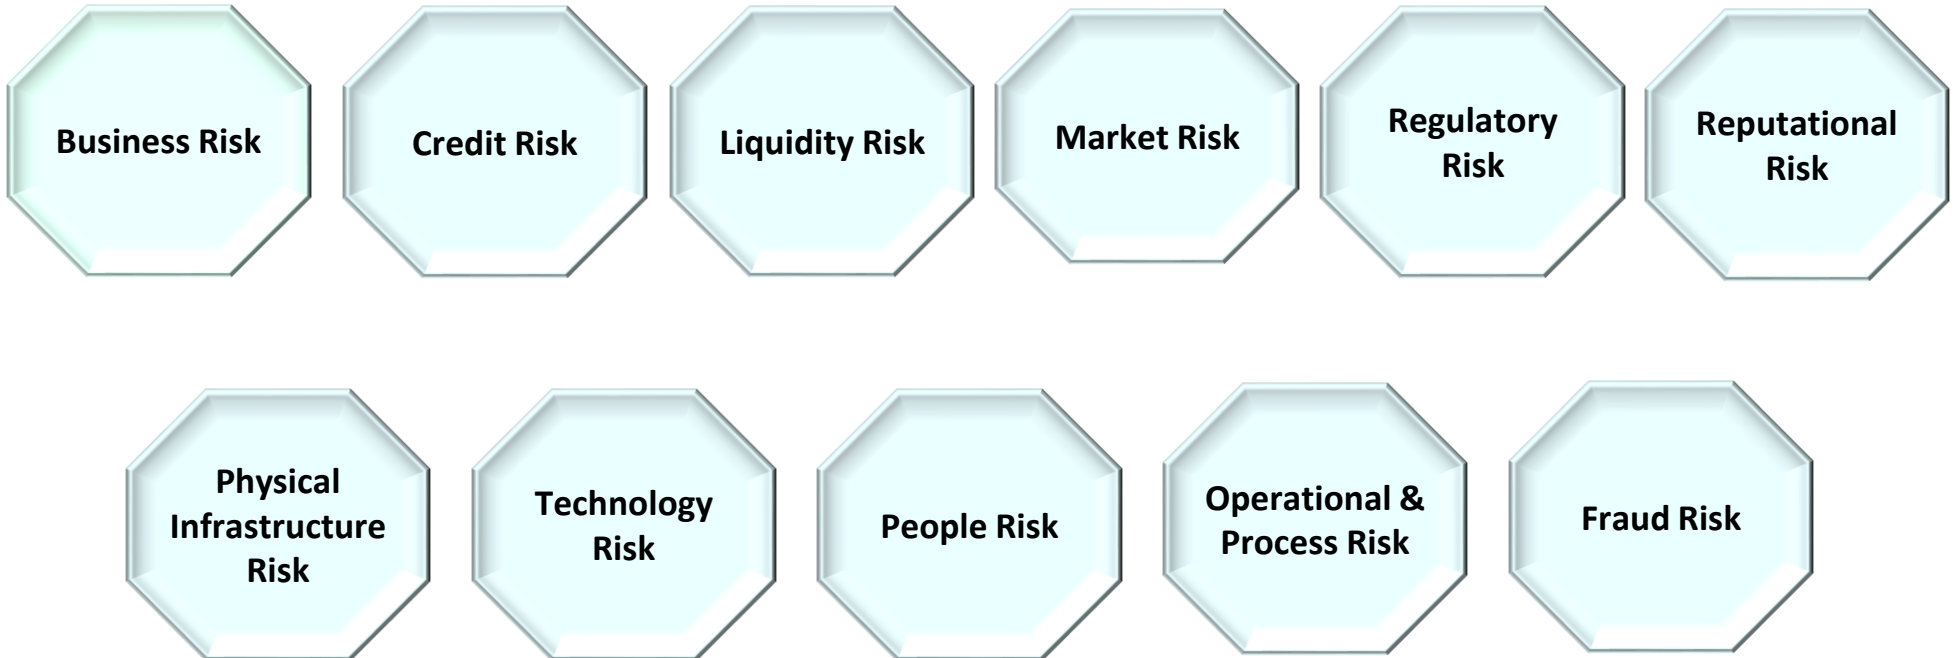 Business Risk
Credit Risk
Liquidity Risk
Market Risk
Regulatory
Risk
Reputational
Risk
Physical
Infrastructure
Risk
Technology
Risk
People Risk
Operational &
Process Risk
Fraud Risk